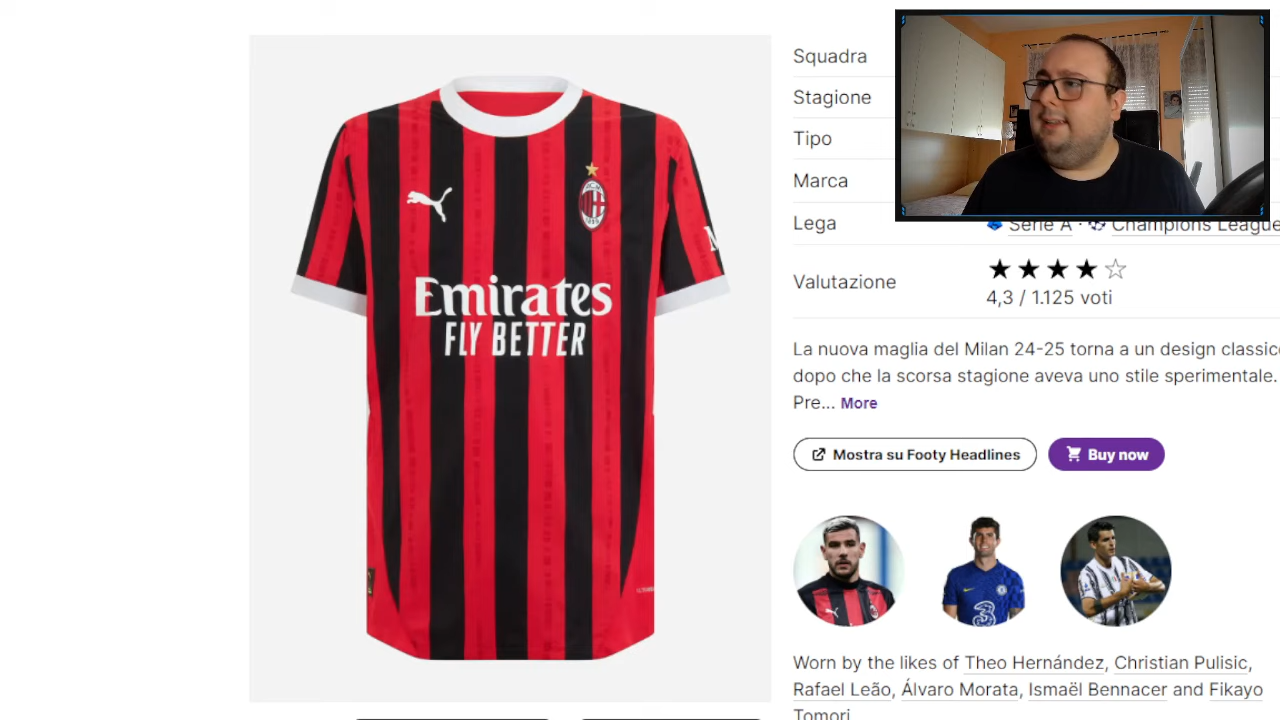 Emirates
FLY BETTER
Squadra
Stagione
Tipo
Marca
Lega
Serie A · Champions League
Valutazione
4,3 / 1.125 voti
La nuova maglia del Milan 24-25 torna a un design classico
dopo che la scorsa stagione aveva uno stile sperimentale.
Pre... More
Mostra su Footy Headlines
Buy now
Worn by the likes of Theo Hernández, Christian Pulisic,
Rafael Leão, Álvaro Morata, Ismaël Bennacer and Fikayo
Tomori